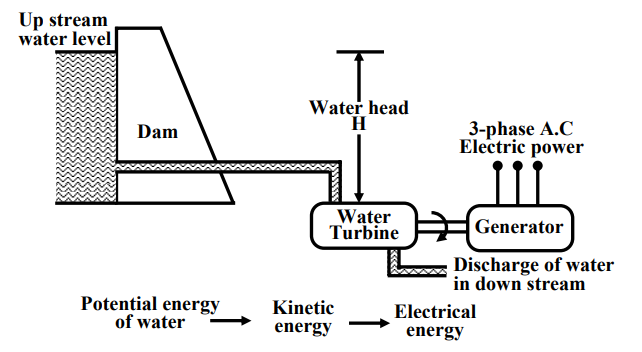 Up stream
water level
Dam
Water head
H
3-phase A.C
Electric power
Water
Turbine
Generator
Discharge of water
in down stream
Potential energy
of water
Kinetic
energy
Electrical
energy